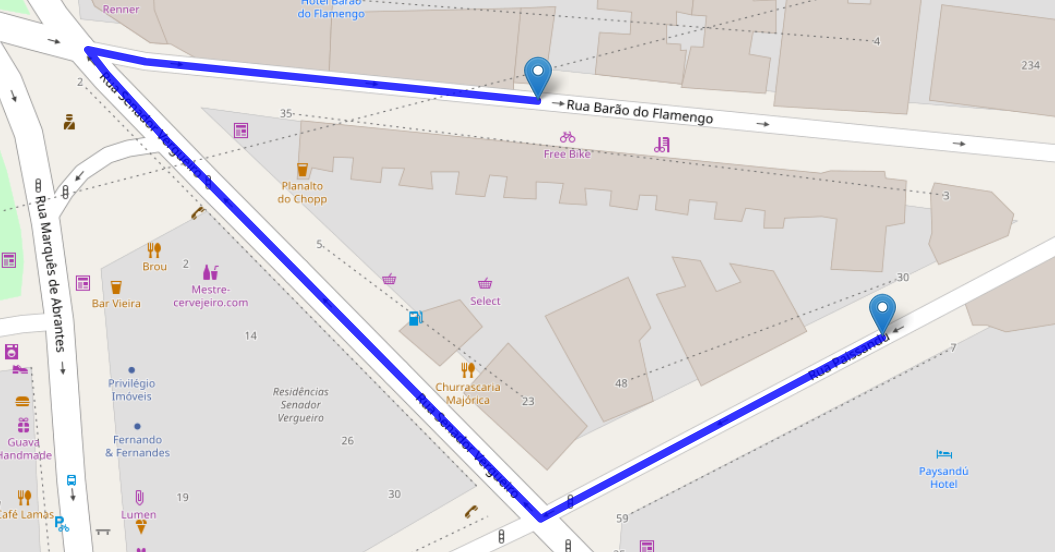 Renner
Hotel Barão
do Flamengo
4
234
2
Rua Senador Vergueiro
35
Rua Barão do Flamengo
Free Bike
Planalto
do Chopp
3
Rua Marquês de Abrantes
5
Brou
2
Mestre-
cervejeiro.com
Bar Vieira
Select
30
14
Rua Paissandu
7
Privilégio
Imóveis
Residências
Senador
Vergueiro
Churrascaria
Majórica
48
23
Rua Senador Vergueiro
Guava
Handmade
Fernando
& Fernandes
26
Paysandú
Hotel
Café Lamas
19
Lumen
30
59
P